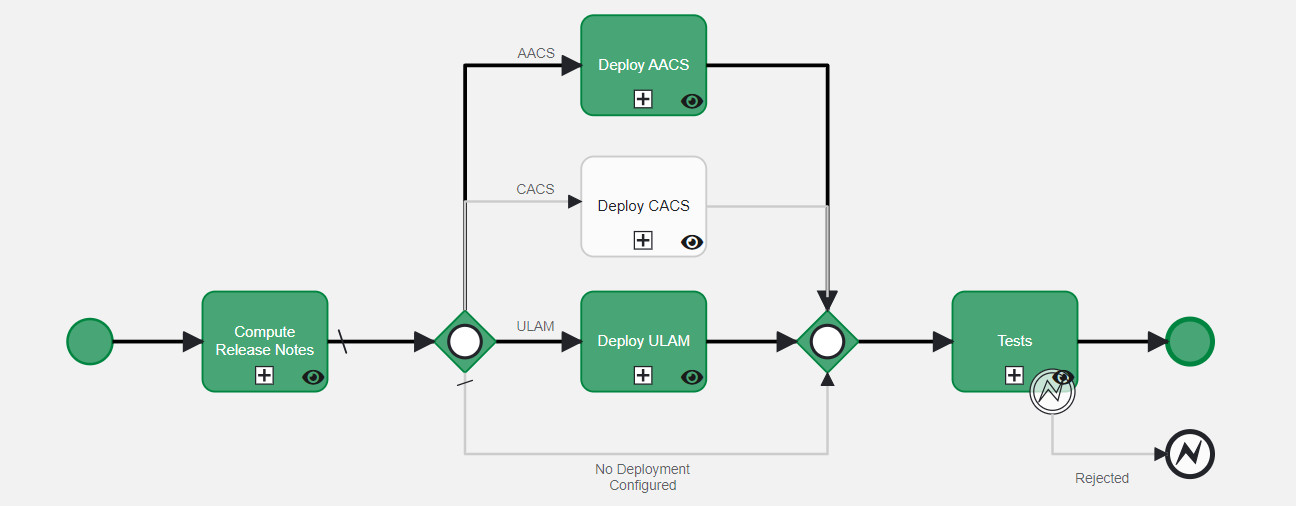 AACS
Deploy AACS
CACS
Deploy CACS
Compute
Release Notes
ULAM
Deploy ULAM
Tests
No Deployment
Configured
Rejected